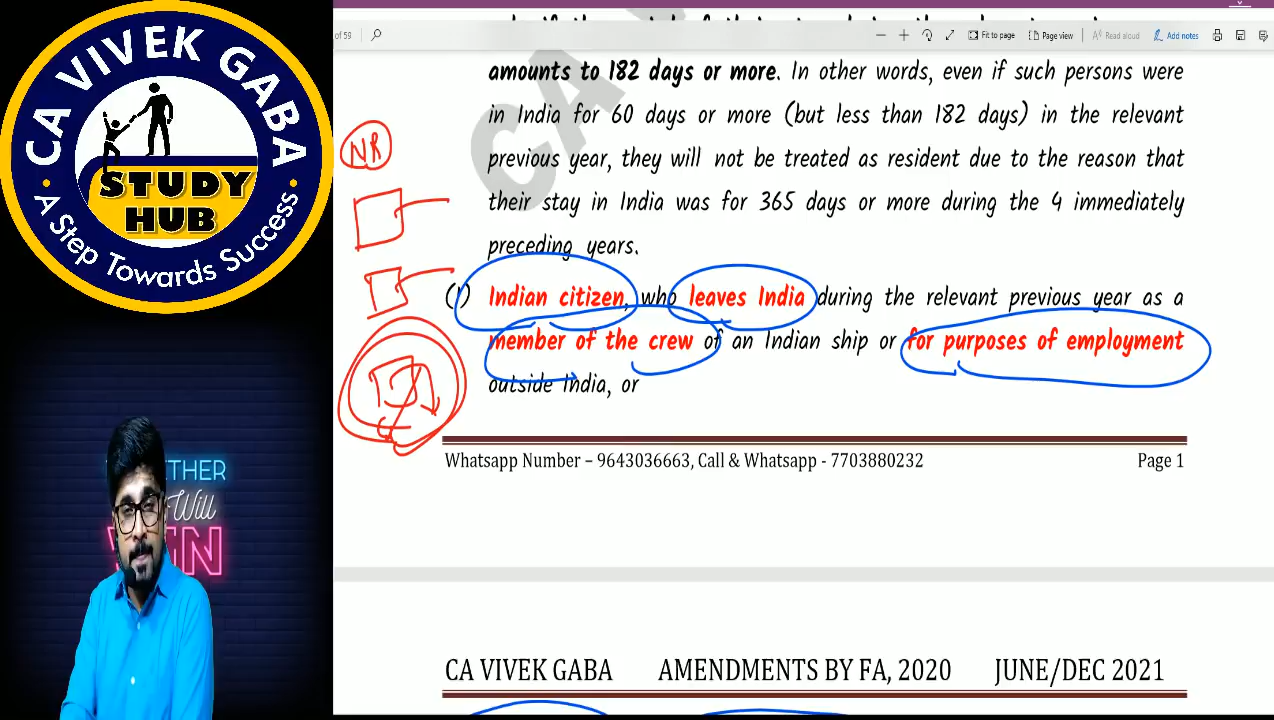 CA VIVEK GABA
STUDY
HUB
• A Step Towards Success •
of 59
Fit to page
Page view
Read aloud
Add notes
amounts to 182 days or more. In other words, even if such persons were
in India for 60 days or more (but less than 182 days) in the relevant
previous year, they will not be treated as resident due to the reason that
their stay in India was for 365 days or more during the 4 immediately
preceding years.
NR
(1) Indian citizen, who leaves India during the relevant previous year as a
member of the crew of an Indian ship or for purposes of employment
outside India, or
Whatsapp Number – 9643036663, Call & Whatsapp - 7703880232
Page 1
Will
CA VIVEK GABA
AMENDMENTS BY FA, 2020
JUNE/DEC 2021